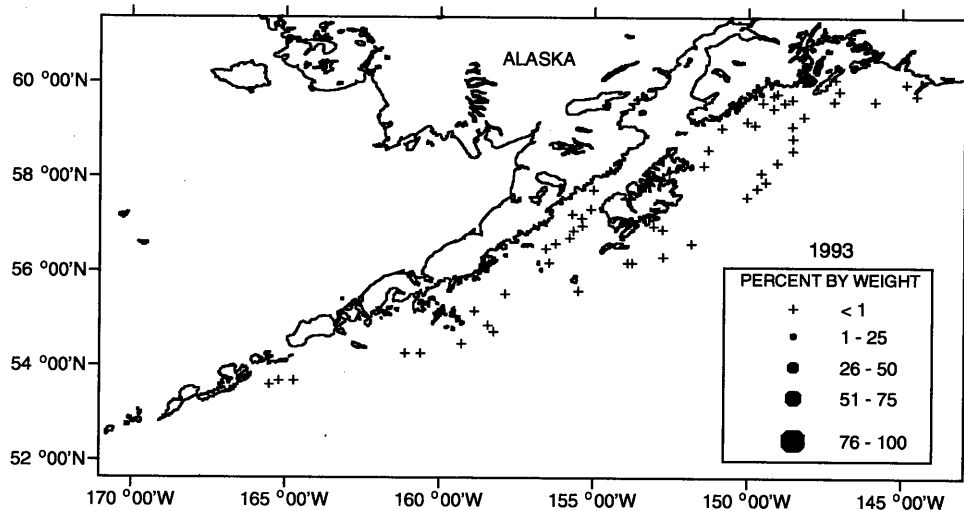 ALASKA
60 °00'N
58 °00'N
56 °00'N
54 °00'N
52 °00'N
1993
PERCENT BY WEIGHT
+ < 1
1 - 25
26 - 50
51 - 75
76 - 100
170 °00'W 165 °00'W 160 °00'W 155 °00'W 150 °00'W 145 °00'W